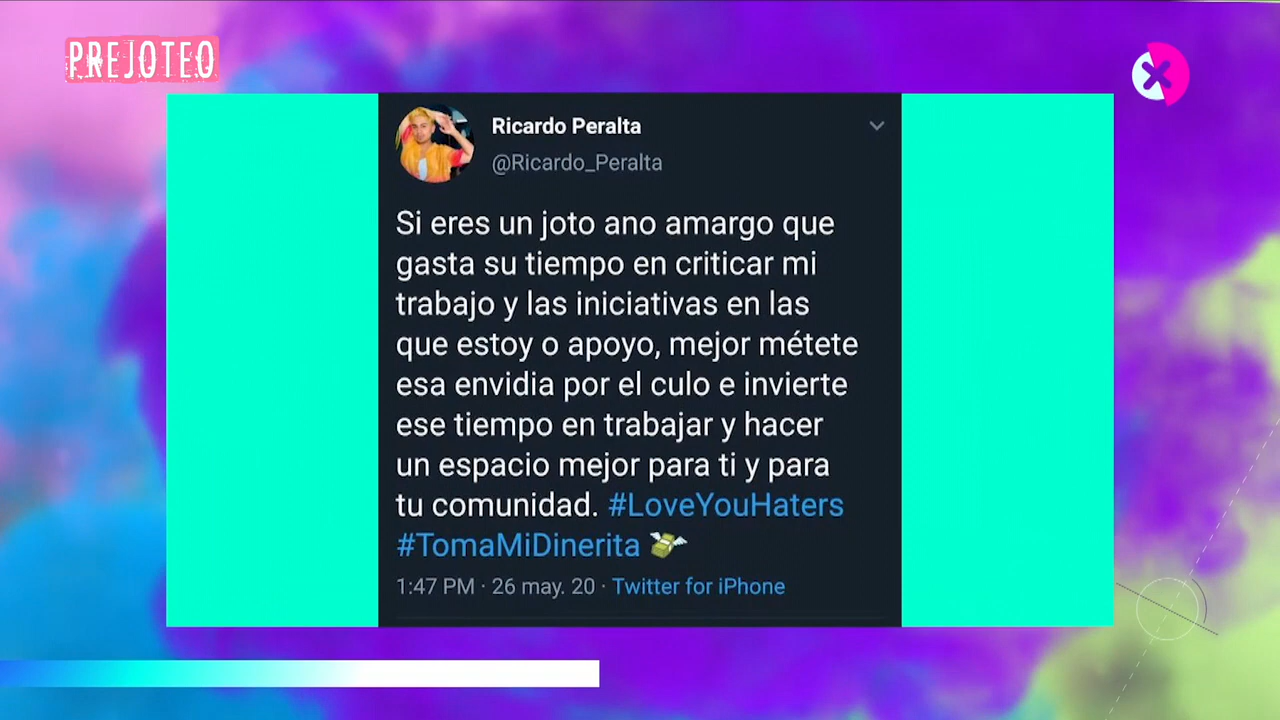 PREJOTEO
Ricardo Peralta
@Ricardo_Peralta
Si eres un joto ano amargo que
gasta su tiempo en criticar mi
trabajo y las iniciativas en las
que estoy o apoyo, mejor métete
esa envidia por el culo e invierte
ese tiempo en trabajar y hacer
un espacio mejor para ti y para
tu comunidad. #LoveYouHaters
#TomaMiDinerita 💸
1:47 PM · 26 may. 20 · Twitter for iPhone